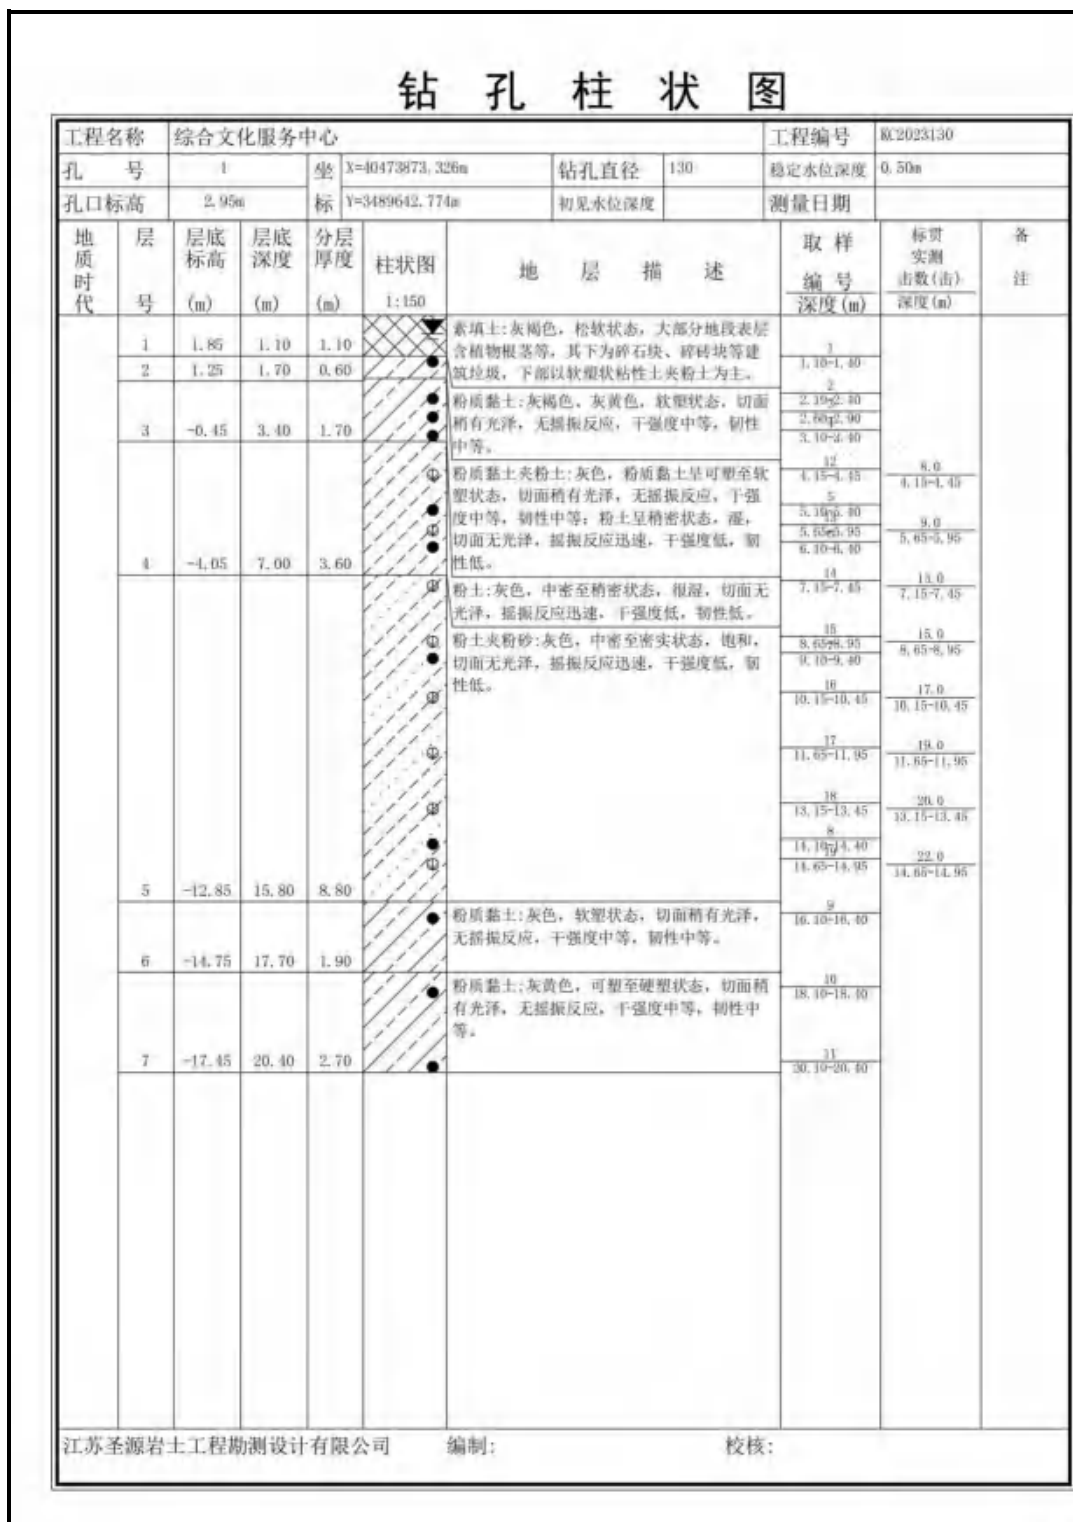 钻 孔 柱 状 图
工程名称 综合文化服务中心 工程编号 KC2023130
孔 号 1 坐 X=40473873.326m 钻孔直径 130 稳定水位深度 0.50m
孔口标高 2.95m 标 Y=3489642.774m 初见水位深度 测量日期
地质时代 层号 层底标高(m) 层底深度(m) 分层厚度(m) 柱状图 1:150 地 层 描 述 取样编号 深度(m) 标贯实测击数(击) 深度(m) 备注
1 1.85 1.10 1.10
2 1.25 1.70 0.60
3 -0.45 3.40 1.70
4 -4.05 7.00 3.60
5 -12.85 15.80 8.80
6 -14.75 17.70 1.90
7 -17.45 20.40 2.70
素填土:灰褐色，松软状态，大部分地段表层
含植物根茎等，其下为碎石块、碎砖块等建
筑垃圾，下部以软塑状粘性土夹粉土为主。
粉质黏土:灰褐色、灰黄色，软塑状态，切面
稍有光泽，无摇振反应，干强度中等，韧性
中等。
粉质黏土夹粉土:灰色，粉质黏土呈可塑至软
塑状态，切面稍有光泽，无摇振反应，干强
度中等，韧性中等；粉土呈稍密状态，湿，
切面无光泽，摇振反应迅速，干强度低，韧
性低。
粉土:灰色，中密至稍密状态，很湿，切面无
光泽，摇振反应迅速，干强度低，韧性低。
粉土夹粉砂:灰色，中密至密实状态，饱和，
切面无光泽，摇振反应迅速，干强度低，韧
性低。
粉质黏土:灰色，软塑状态，切面稍有光泽，
无摇振反应，干强度中等，韧性中等。
粉质黏土:灰黄色，可塑至硬塑状态，切面稍
有光泽，无摇振反应，干强度中等，韧性中
等。
1
1.10-1.40
2
2.10-2.40
2.60-2.90
3.10-3.40
12
4.15-4.45
5
5.10-5.40
5.65-5.95
6.10-6.40
14
7.15-7.45
15
8.65-8.95
9.10-9.40
16
10.15-10.45
17
11.65-11.95
18
13.15-13.45
8
14.10-14.40
19
14.65-14.95
9
16.10-16.40
10
18.10-18.40
11
20.10-20.40
8.0
4.15-4.45
9.0
5.65-5.95
13.0
7.15-7.45
15.0
8.65-8.95
17.0
10.15-10.45
19.0
11.65-11.95
20.0
13.15-13.45
22.0
14.65-14.95
江苏圣源岩土工程勘测设计有限公司 编制: 校核: